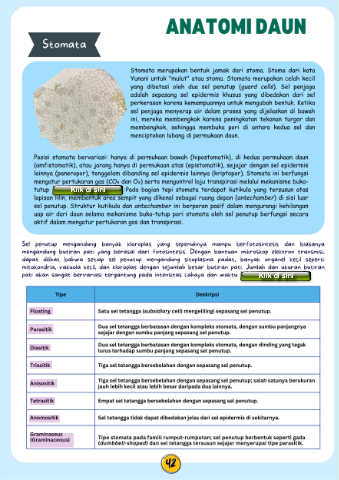 ANATOMI DAUN
Stomata
Stomata merupakan bentuk jamak dari stoma. Stoma dari kata
Yunani untuk "mulut" atau stoma. Stomata merupakan celah kecil
yang dibatasi oleh dua sel penutup (guard cells). Sel penjaga
adalah sepasang sel epidermis khusus yang dibedakan dari sel
perkerasan karena kemampuannya untuk mengubah bentuk. Ketika
sel penjaga menyerap air dalam proses yang dijelaskan di bawah
ini, mereka membengkak karena peningkatan tekanan turgor dan
membengkak, sehingga membuka pori di antara kedua sel dan
menciptakan lubang di permukaan daun.
Posisi stomata bervariasi: hanya di permukaan bawah (hipostomatik), di kedua permukaan daun
(amfistomatik), atau jarang hanya di permukaan atas (epistomatik), sejajar dengan sel epidermis
lainnya (paneropor), tenggelam dibanding sel epidermis lainnya (kriptopor). Stomata ini berfungsi
mengatur pertukaran gas (CO₂ dan O₂) serta mengontrol laju transpirasi melalui mekanisme buka-
tutup Klik di sini Pada bagian tepi stomata terdapat kutikula yang tersusun atas
lapisan lilin, membentuk area sempit yang dikenal sebagai ruang depan (antechamber) di sisi luar
sel penutup. Struktur kutikula dan antechamber ini berperan pasif dalam mengurangi kehilangan
uap air dari daun selama mekanisme buka-tutup pori stomata oleh sel penutup berfungsi secara
aktif dalam mengatur pertukaran gas dan transpirasi.
Sel penutup mengandung banyak kloroplas yang sepenuhnya mampu berfotosintesis dan biasanya
mengandung butiran pati yang berasal dari fotosintesis. Dengan bantuan mikroskop elektron transmisi,
dapat dilihat bahwa setiap sel penutup mengandung sitoplasma padat, banyak organel kecil seperti
mitokondria, vakuola kecil, dan kloroplas dengan sejumlah besar butiran pati. Jumlah dan ukuran butiran
pati akan sangat bervariasi tergantung pada intensitas cahaya dan waktu Klik di sini
Tipe Deskripsi
Floating Satu sel tetangga (subsidiary cell) mengelilingi sepasang sel penutup.
Parasitik Dua sel tetangga berbatasan dengan kompleks stomata, dengan sumbu panjangnya
sejajar dengan sumbu panjang sepasang sel penutup.
Diasitik Dua sel tetangga berbatasan dengan kompleks stomata, dengan dinding yang tegak
lurus terhadap sumbu panjang sepasang sel penutup.
Triasitik Tiga sel tetangga bersebelahan dengan sepasang sel penutup.
Anisositik Tiga sel tetangga bersebelahan dengan sepasang sel penutup; salah satunya berukuran
jauh lebih kecil atau lebih besar daripada dua lainnya.
Tetrasitik Empat sel tetangga bersebelahan dengan sepasang sel penutup.
Anomositik Sel tetangga tidak dapat dibedakan jelas dari sel epidermis di sekitarnya.
Graminaseus
(Graminaceous) Tipe stomata pada famili rumput-rumputan; sel penutup berbentuk seperti gada
(dumbbell-shaped) dan sel tetangga tersusun sejajar menyerupai tipe parasitik.
42